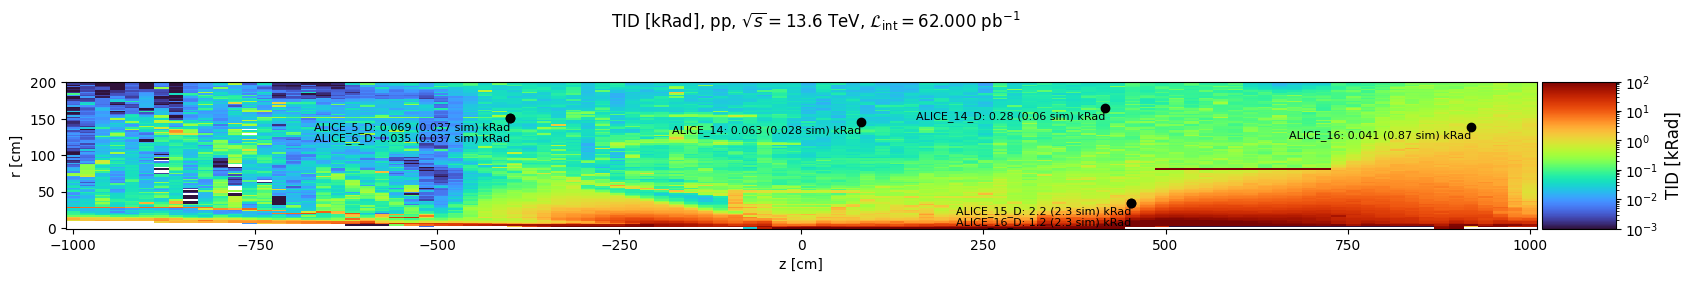 TID [kRad], pp, √s = 13.6 TeV, ℒint = 62.000 pb⁻¹
r [cm]
200
150
100
50
0
ALICE_5_D: 0.069 (0.037 sim) kRad
ALICE_6_D: 0.035 (0.037 sim) kRad
ALICE_14: 0.063 (0.028 sim) kRad
ALICE_14_D: 0.28 (0.06 sim) kRad
ALICE_16: 0.041 (0.87 sim) kRad
ALICE_15_D: 2.2 (2.3 sim) kRad
ALICE_16_D: 1.2 (2.3 sim) kRad
−1000 −750 −500 −250 0 250 500 750 1000
z [cm]
10²
10¹
10⁰
10⁻¹
10⁻²
10⁻³
TID [kRad]